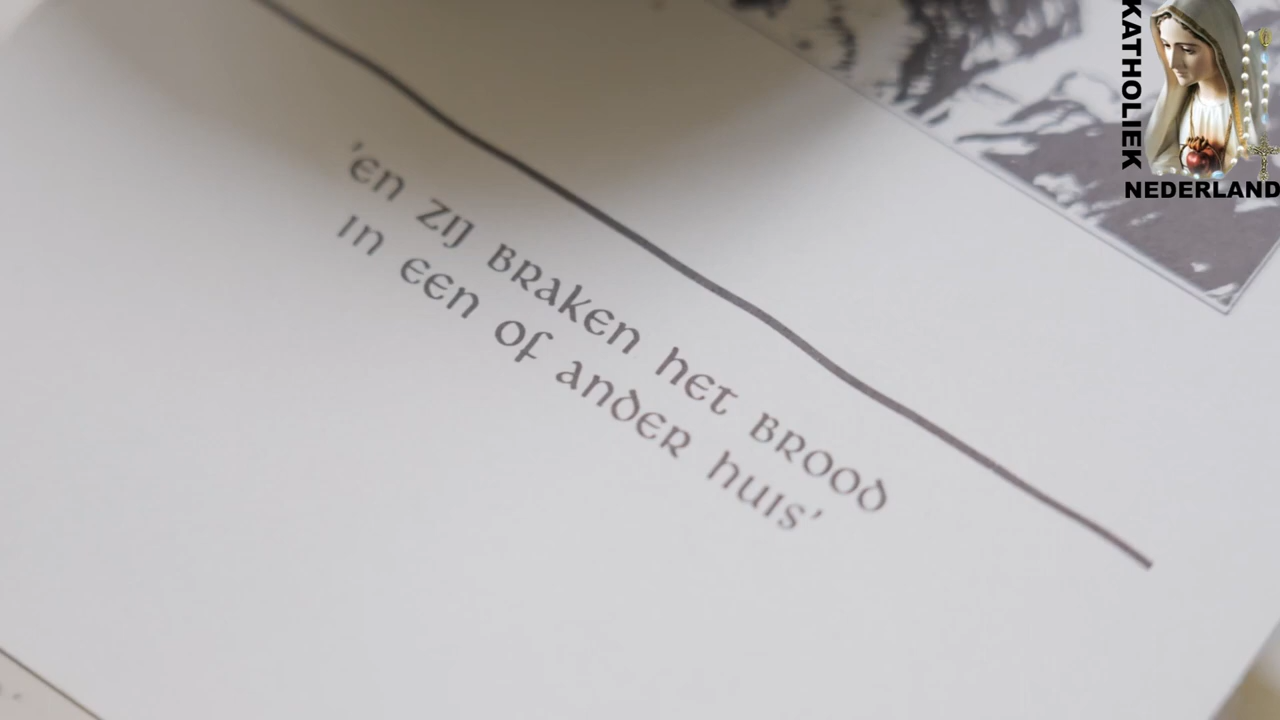 'en zij braken het brood
in een of ander huis'
KATHOLIEK
NEDERLAND